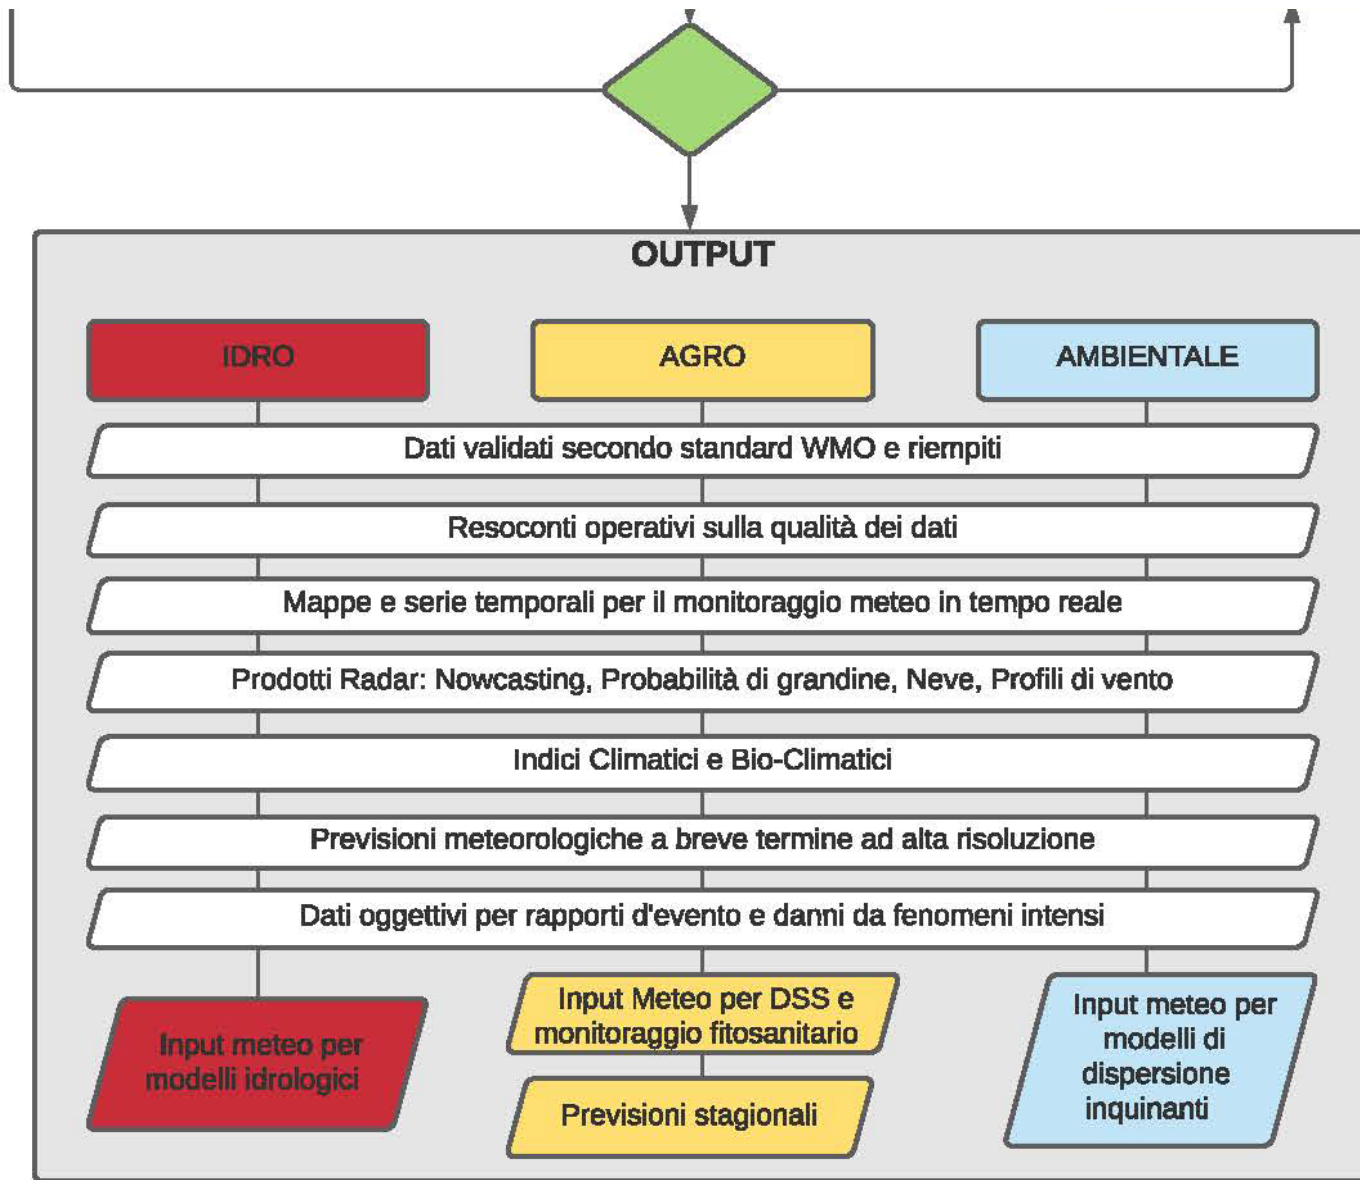 OUTPUT
IDRO
AGRO
AMBIENTALE
Dati validati secondo standard WMO e riempiti
Resoconti operativi sulla qualità dei dati
Mappe e serie temporali per il monitoraggio meteo in tempo reale
Prodotti Radar: Nowcasting, Probabilità di grandine, Neve, Profili di vento
Indici Climatici e Bio-Climatici
Previsioni meteorologiche a breve termine ad alta risoluzione
Dati oggettivi per rapporti d'evento e danni da fenomeni intensi
Input meteo per
modelli idrologici
Input Meteo per DSS e
monitoraggio fitosanitario
Previsioni stagionali
Input meteo per
modelli di
dispersione
inquinanti